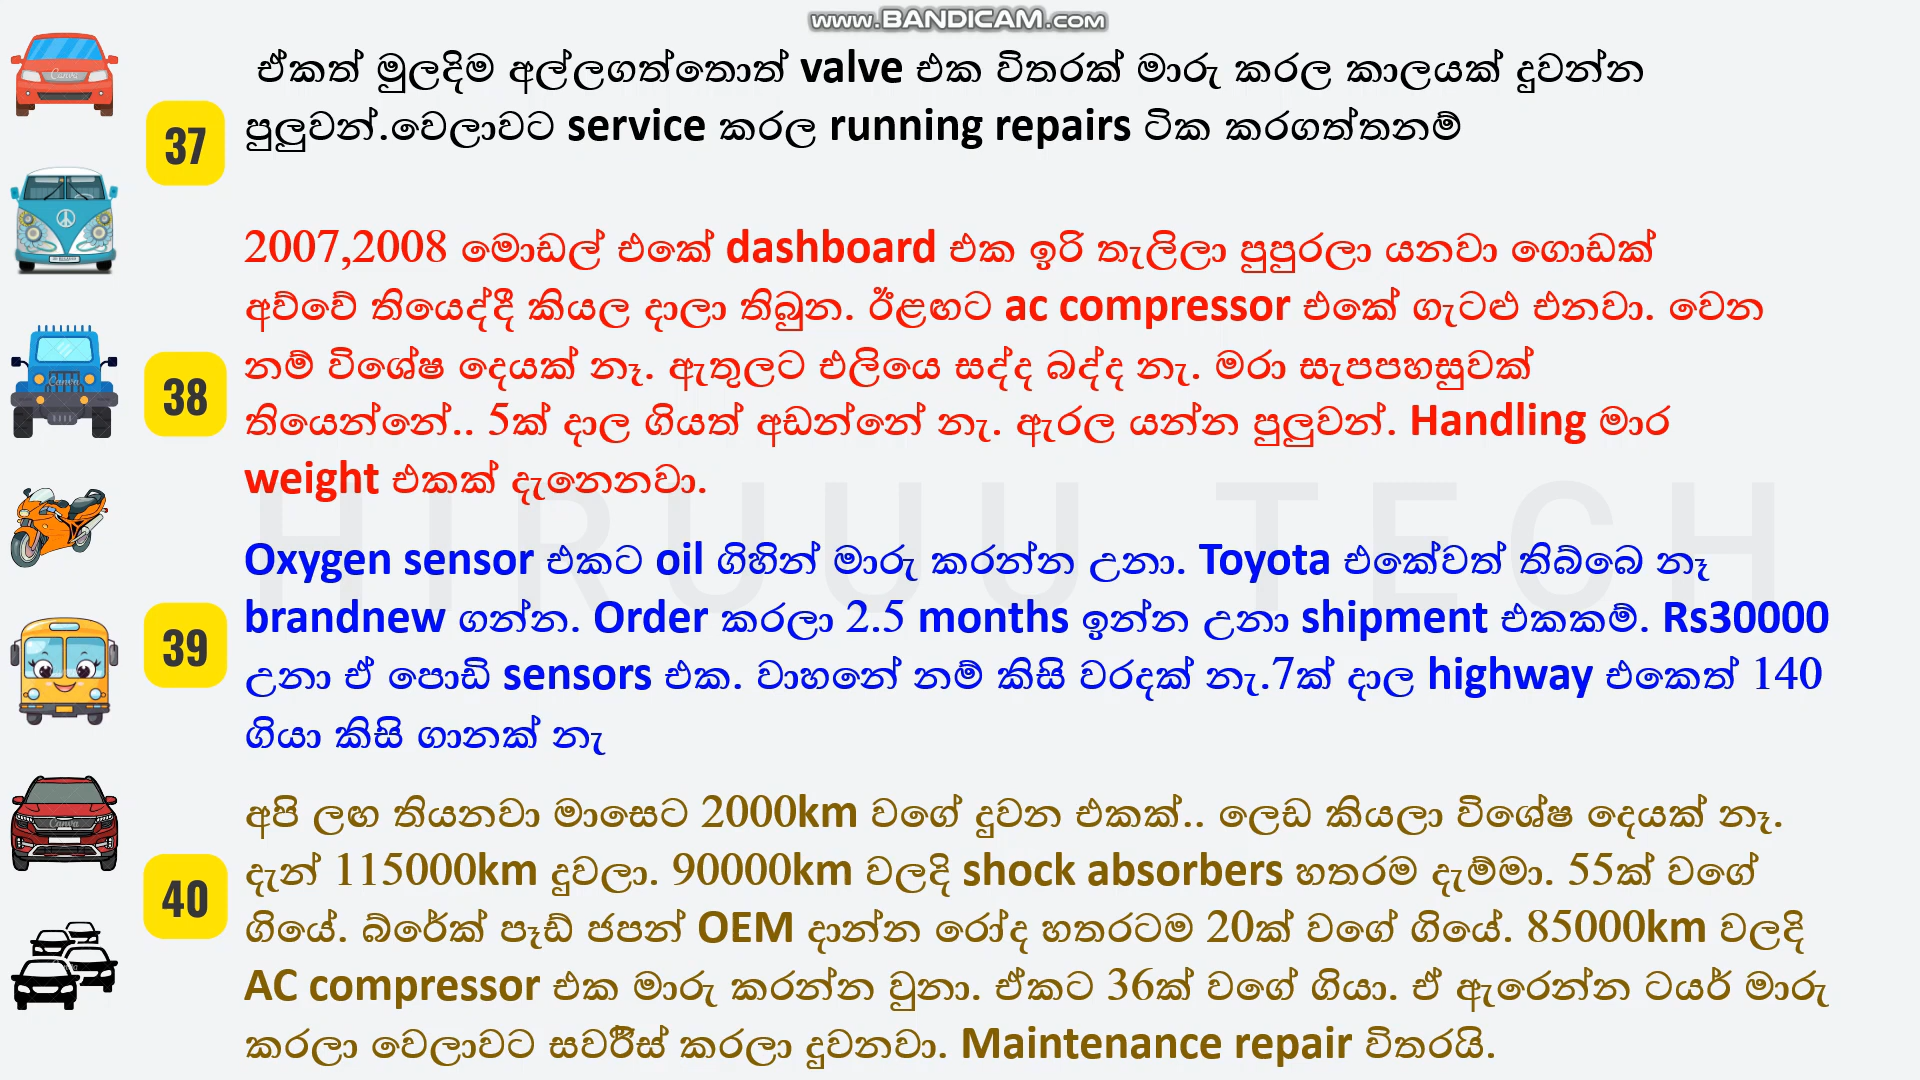 www.BANDICAM.com
ඒකත් මුලදිම අල්ලගත්තොත් valve එක විතරක් මාරු කරල කාලයක් දුවන්න
37
පුලුවන්.වෙලාවට service කරල running repairs ටික කරගත්තනම්
2007,2008 මොඩල් එකේ dashboard එක ඉරි තැලිලා පුපුරලා යනවා ගොඩක්
අව්වේ තියෙද්දී කියල දාලා තිබුන. ඊළඟට ac compressor එකේ ගැටළු එනවා. වෙන
නම් විශේෂ දෙයක් නෑ. ඇතුලට එලියෙ සද්ද බද්ද නැ. මරා සැපපහසුවක්
38
තියෙන්නේ.. 5ක් දාල ගියත් අඩන්නේ නැ. ඇරල යන්න පුලුවන්. Handling මාර
weight එකක් දැනෙනවා.
HIRUUU TECH
Oxygen sensor එකට oil ගිහින් මාරු කරන්න උනා. Toyota එකේවත් තිබ්බෙ නෑ
brandnew ගන්න. Order කරලා 2.5 months ඉන්න උනා shipment එකකම්. Rs30000
39
උනා ඒ පොඩි sensors එක. වාහනේ නම් කිසි වරදක් නැ.7ක් දාල highway එකෙත් 140
ගියා කිසි ගානක් නැ
අපි ලඟ තියනවා මාසෙට 2000km වගේ දුවන එකක්.. ලෙඩ කියලා විශේෂ දෙයක් නෑ.
දැන් 115000km දුවලා. 90000km වලදි shock absorbers හතරම දැම්මා. 55ක් වගේ
40
ගියේ. බ්රේක් පෑඩ් ජපන් OEM දාන්න රෝද හතරටම 20ක් වගේ ගියේ. 85000km වලදි
AC compressor එක මාරු කරන්න වුනා. ඒකට 36ක් වගේ ගියා. ඒ ඇරෙන්න ටයර් මාරු
කරලා වෙලාවට සර්විස් කරලා දුවනවා. Maintenance repair විතරයි.